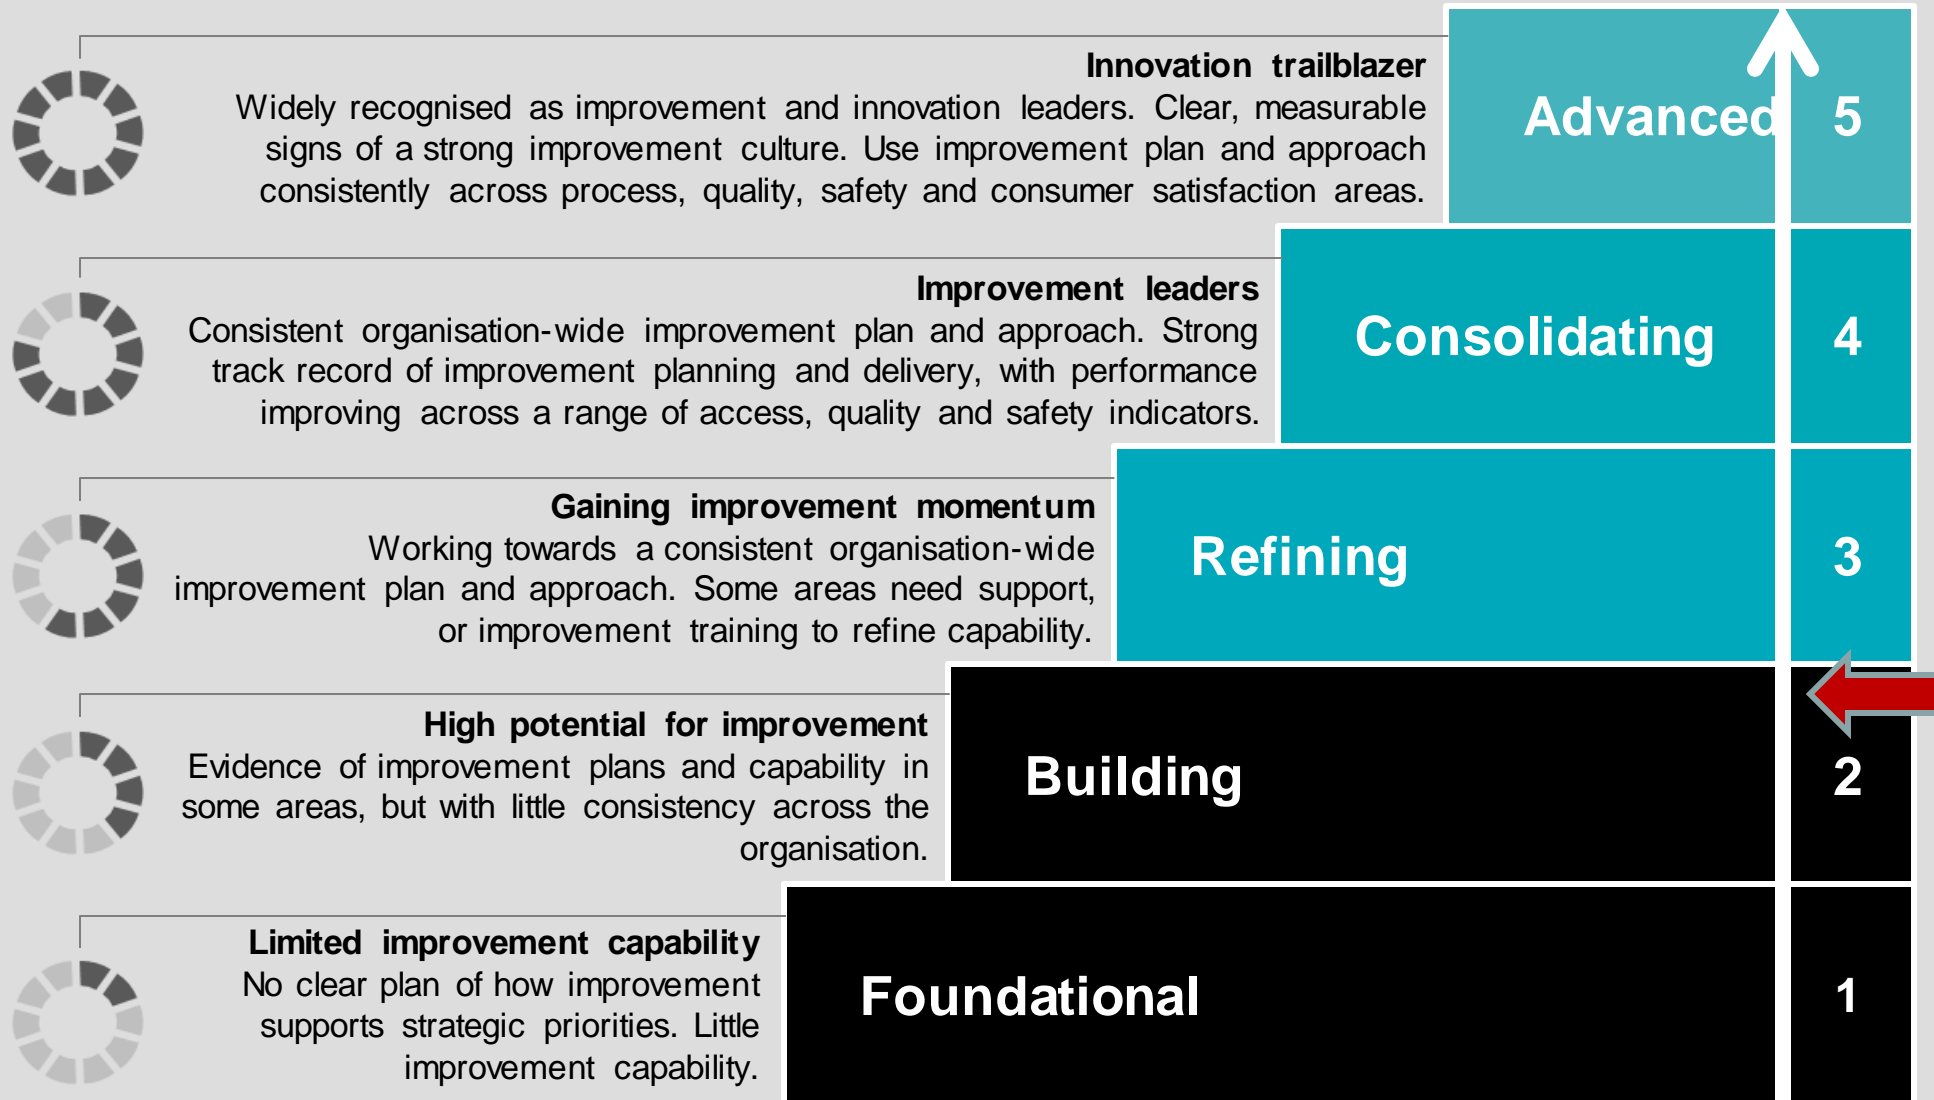 Innovation trailblazer
Widely recognised as improvement and innovation leaders. Clear, measurable
signs of a strong improvement culture. Use improvement plan and approach
consistently across process, quality, safety and consumer satisfaction areas.
Advanced 5
Improvement leaders
Consistent organisation-wide improvement plan and approach. Strong
track record of improvement planning and delivery, with performance
improving across a range of access, quality and safety indicators.
Consolidating 4
Gaining improvement momentum
Working towards a consistent organisation-wide
improvement plan and approach. Some areas need support,
or improvement training to refine capability.
Refining 3
High potential for improvement
Evidence of improvement plans and capability in
some areas, but with little consistency across the
organisation.
Building 2
Limited improvement capability
No clear plan of how improvement
supports strategic priorities. Little
improvement capability.
Foundational 1